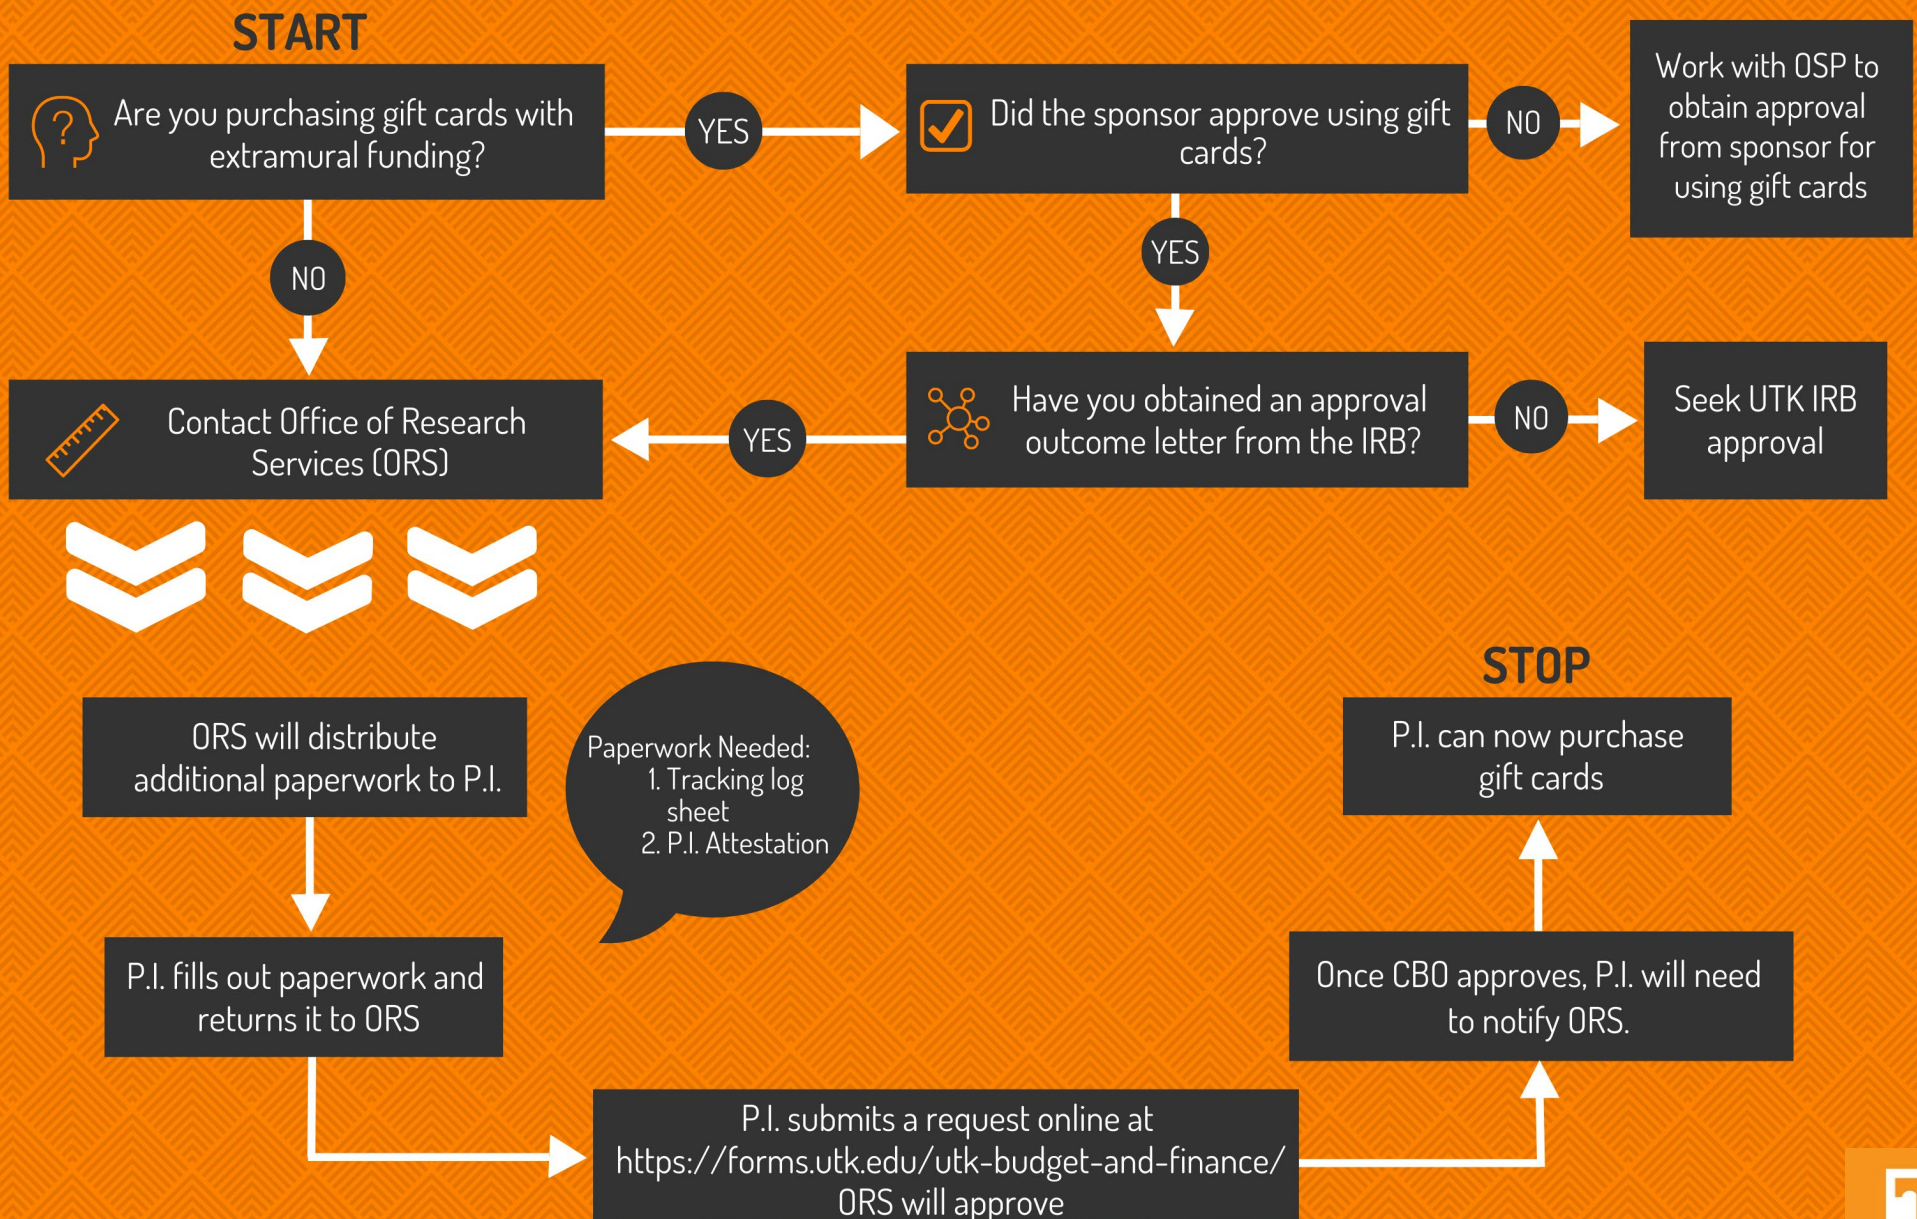 START
Are you purchasing gift cards with
extramural funding?
YES
Did the sponsor approve using gift
cards?
NO
Work with OSP to
obtain approval
from sponsor for
using gift cards
NO
YES
Contact Office of Research
Services (ORS)
YES
Have you obtained an approval
outcome letter from the IRB?
NO
Seek UTK IRB
approval
ORS will distribute
additional paperwork to P.I.
Paperwork Needed:
1. Tracking log
sheet
2. P.I. Attestation
P.I. fills out paperwork and
returns it to ORS
P.I. submits a request online at
https://forms.utk.edu/utk-budget-and-finance/
ORS will approve
Once CBO approves, P.I. will need
to notify ORS.
STOP
P.I. can now purchase
gift cards